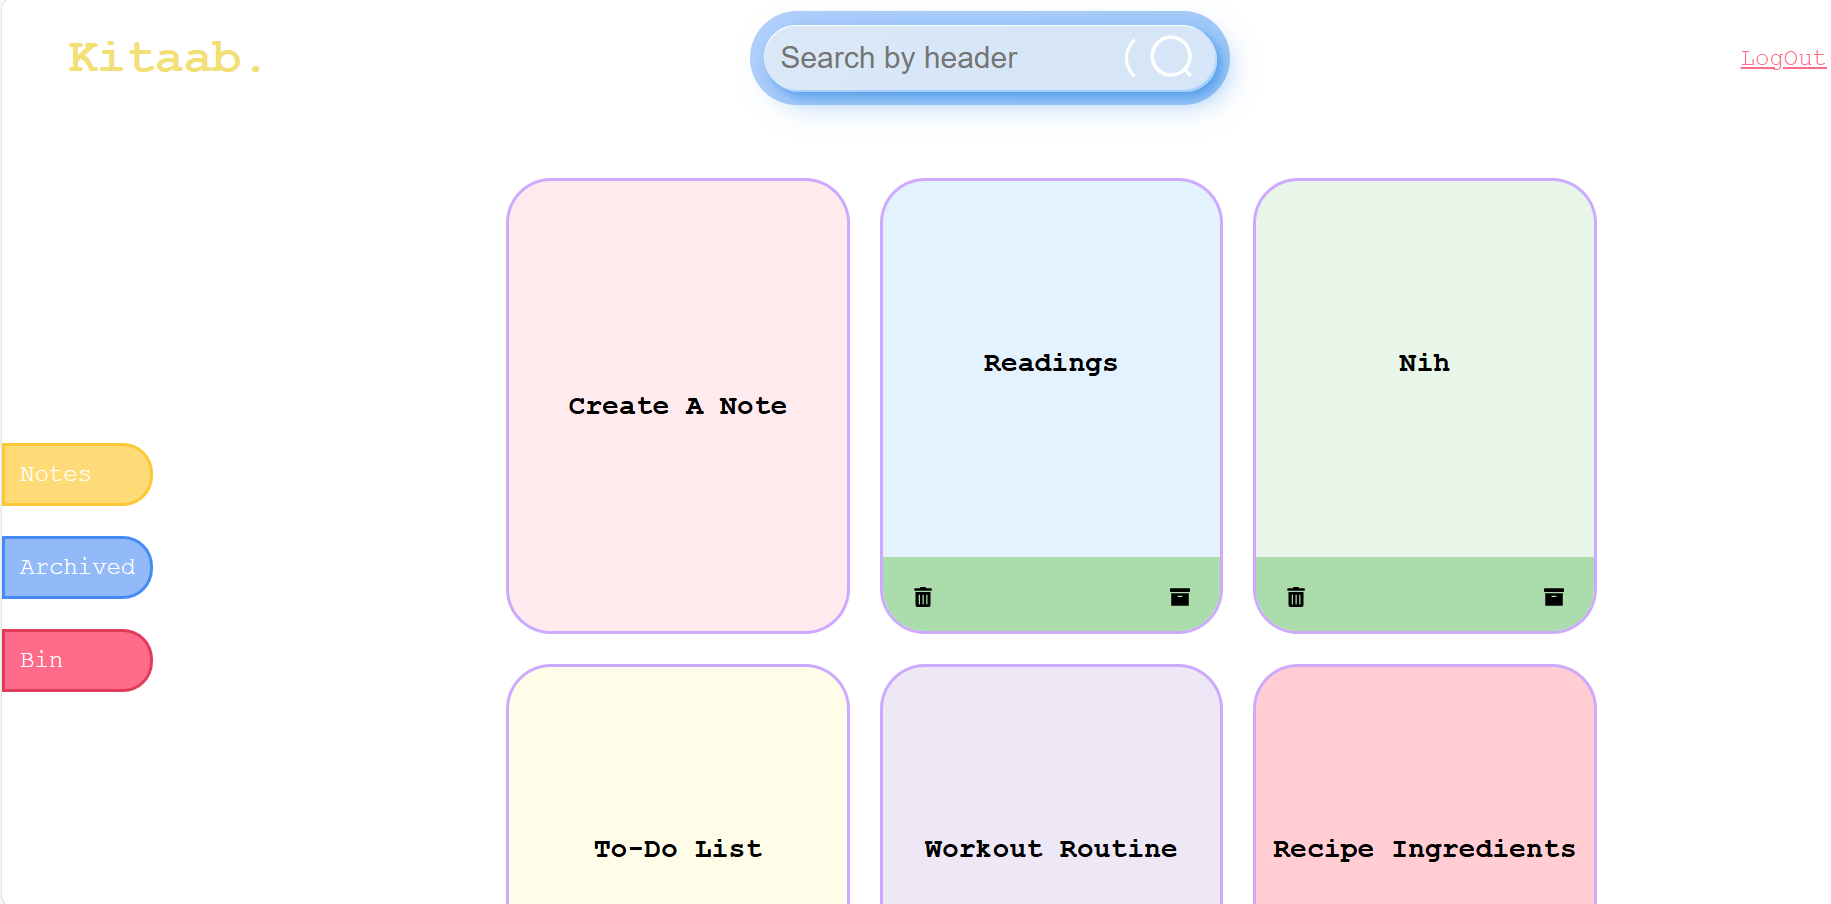 Kitaab.
Search by header
LogOut
Create A Note
Readings
Nih
Notes
Archived
Bin
To-Do List
Workout Routine
Recipe Ingredients